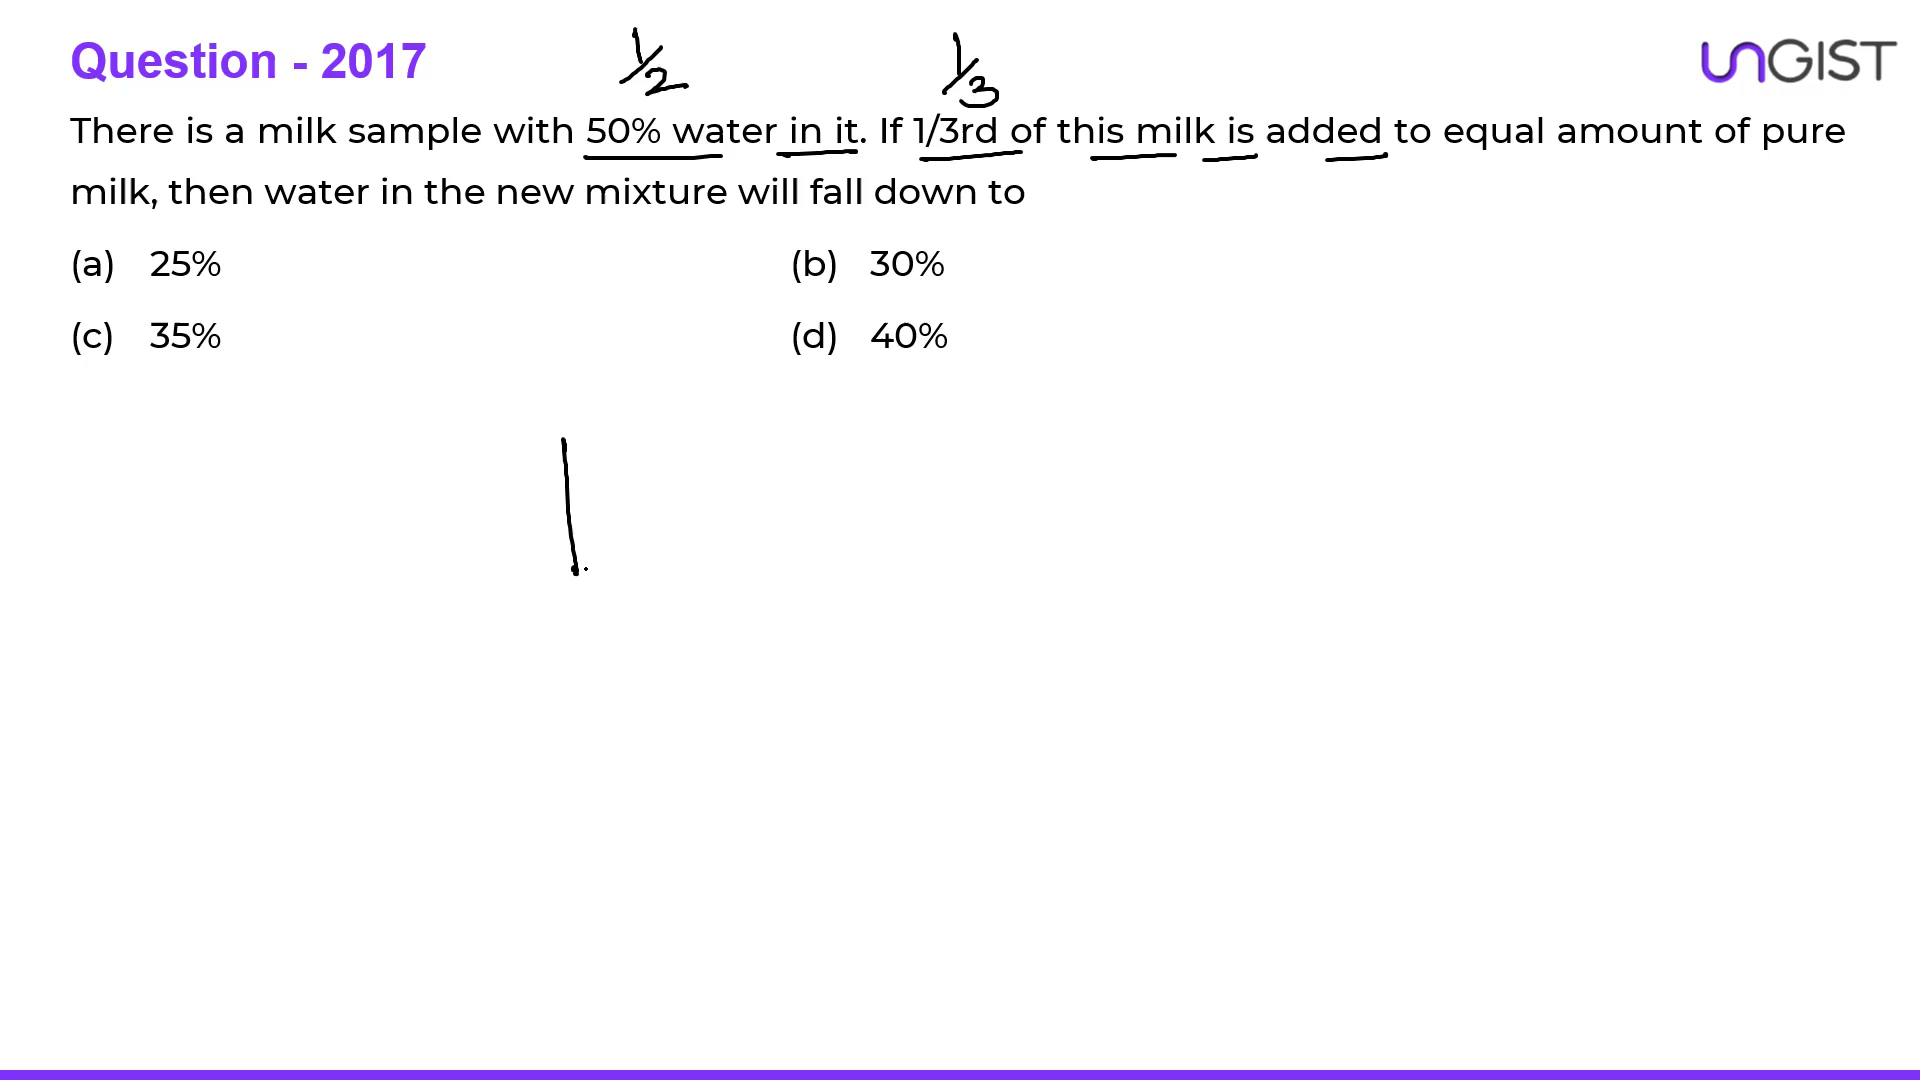 Question - 2017
1/2
1/3
UNGIST
There is a milk sample with 50% water in it. If 1/3rd of this milk is added to equal amount of pure
milk, then water in the new mixture will fall down to
(a) 25%
(b) 30%
(c) 35%
(d) 40%